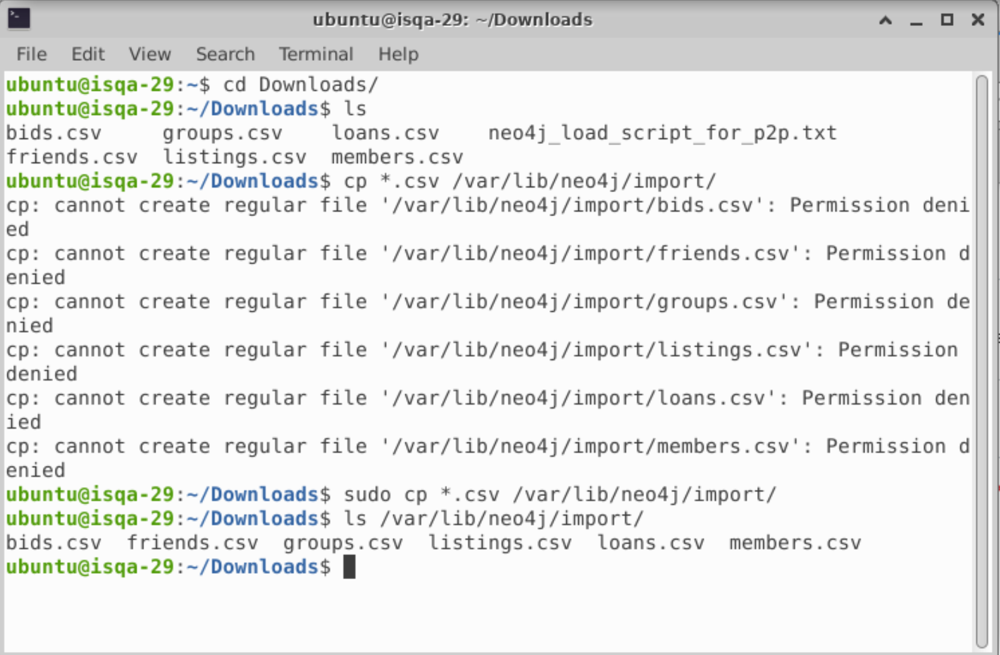 ubuntu@isqa-29: ~/Downloads
File Edit View Search Terminal Help
ubuntu@isqa-29:~$ cd Downloads/
ubuntu@isqa-29:~/Downloads$ ls
bids.csv     groups.csv    loans.csv    neo4j_load_script_for_p2p.txt
friends.csv  listings.csv  members.csv
ubuntu@isqa-29:~/Downloads$ cp *.csv /var/lib/neo4j/import/
cp: cannot create regular file '/var/lib/neo4j/import/bids.csv': Permission deni
ed
cp: cannot create regular file '/var/lib/neo4j/import/friends.csv': Permission d
enied
cp: cannot create regular file '/var/lib/neo4j/import/groups.csv': Permission de
nied
cp: cannot create regular file '/var/lib/neo4j/import/listings.csv': Permission
denied
cp: cannot create regular file '/var/lib/neo4j/import/loans.csv': Permission den
ied
cp: cannot create regular file '/var/lib/neo4j/import/members.csv': Permission d
enied
ubuntu@isqa-29:~/Downloads$ sudo cp *.csv /var/lib/neo4j/import/
ubuntu@isqa-29:~/Downloads$ ls /var/lib/neo4j/import/
bids.csv  friends.csv  groups.csv  listings.csv  loans.csv  members.csv
ubuntu@isqa-29:~/Downloads$